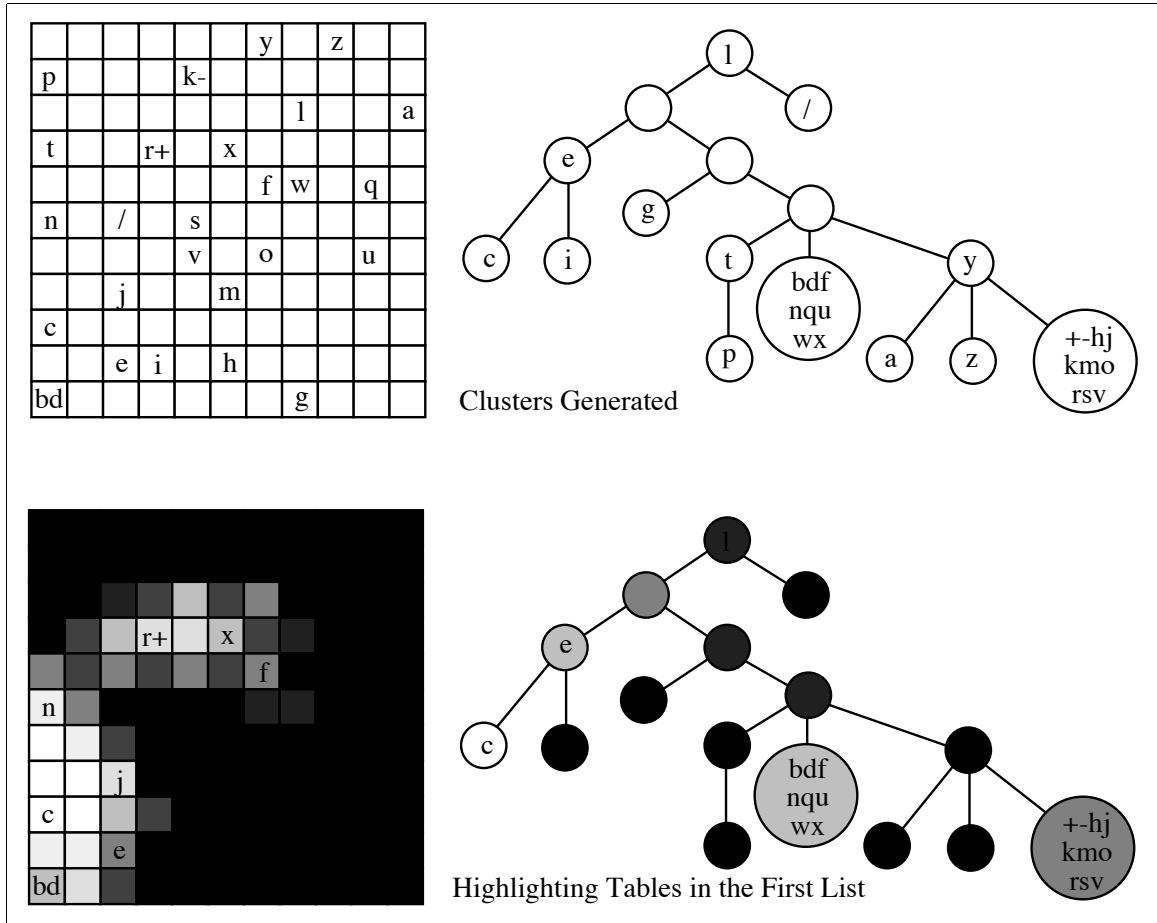 y z
p k-
l a
t r+ x
f w q
n / s
v o u
j m
c
e i h
bd g
l
/
e
g
c i t y
bdf
nqu
wx
p a z
+-hj
kmo
rsv
Clusters Generated
r+ x
f
n
j
c
e
bd
l
e
c
bdf
nqu
wx
+-hj
kmo
rsv
Highlighting Tables in the First List